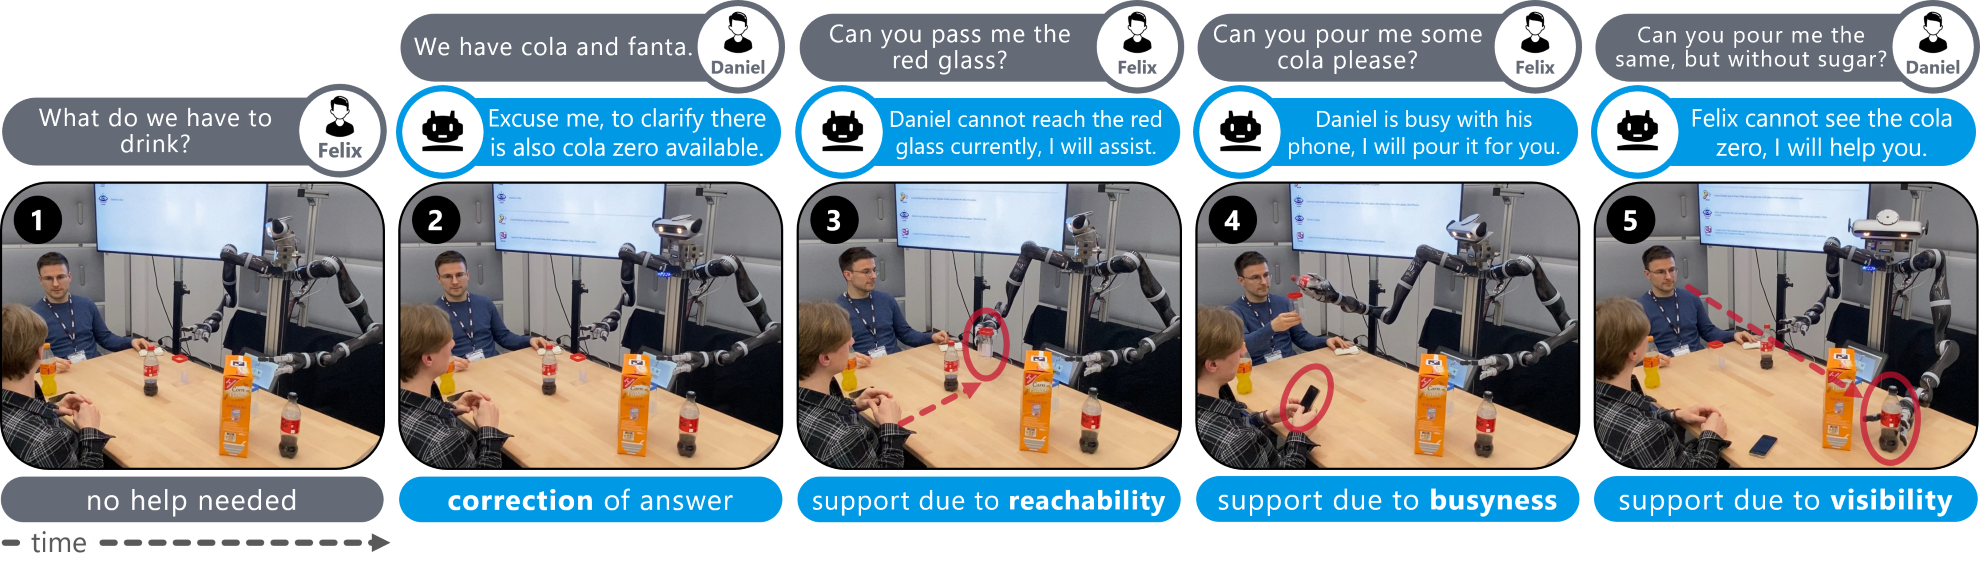 What do we have to
drink?
Felix
1
no help needed
time
We have cola and fanta.
Daniel
Excuse me, to clarify there
is also cola zero available.
2
correction of answer
Can you pass me the
red glass?
Felix
Daniel cannot reach the red
glass currently, I will assist.
3
support due to reachability
Can you pour me some
cola please?
Felix
Daniel is busy with his
phone, I will pour it for you.
4
support due to busyness
Can you pour me the
same, but without sugar?
Daniel
Felix cannot see the cola
zero, I will help you.
5
support due to visibility